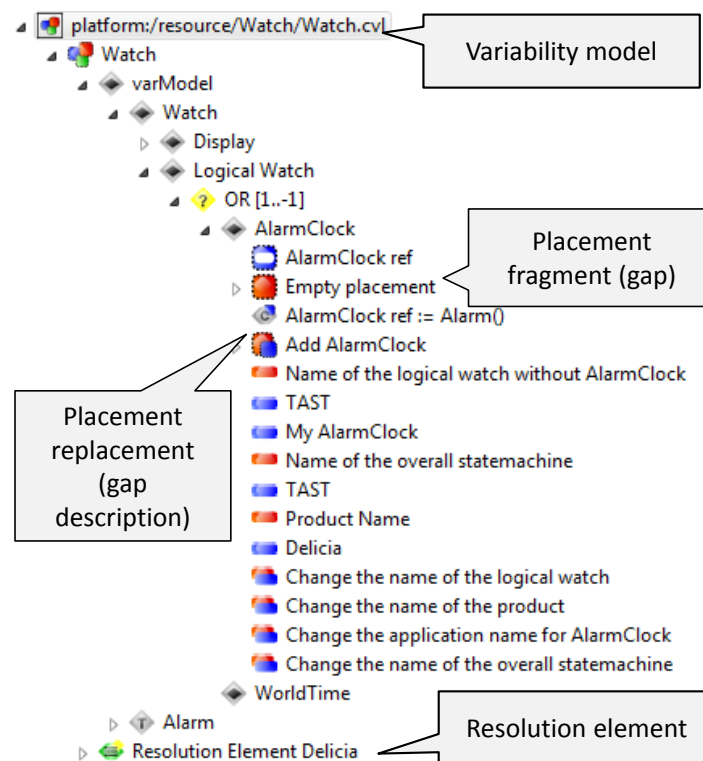 platform:/resource/Watch/Watch.cvl
Variability model
Watch
varModel
Watch
Display
Logical Watch
OR [1..-1]
AlarmClock
AlarmClock ref
Placement
fragment (gap)
Empty placement
AlarmClock ref := Alarm()
Add AlarmClock
Name of the logical watch without AlarmClock
Placement
replacement
(gap
description)
TAST
My AlarmClock
Name of the overall statemachine
TAST
Product Name
Delicia
Change the name of the logical watch
Change the name of the product
Change the application name for AlarmClock
Change the name of the overall statemachine
WorldTime
Alarm
Resolution element
Resolution Element Delicia